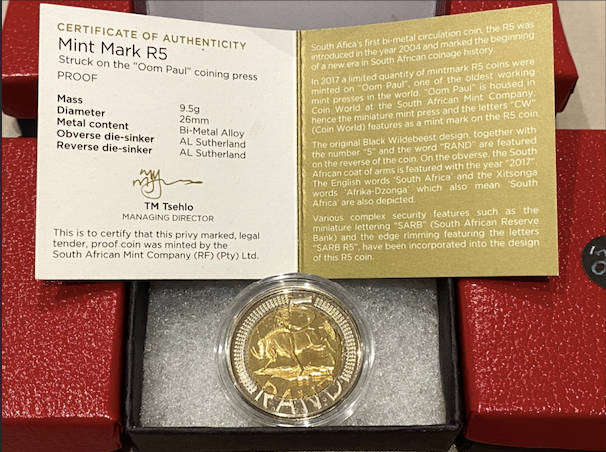 CERTIFICATE OF AUTHENTICITY
Mint Mark R5
Struck on the “Oom Paul” coining press
PROOF
Mass 9.5g
Diameter 26mm
Metal content Bi-Metal Alloy
Obverse die-sinker AL Sutherland
Reverse die-sinker AL Sutherland
TM Tsehlo
MANAGING DIRECTOR
This is to certify that this privy marked, legal
tender, proof coin was minted by the
South African Mint Company (RF) (Pty) Ltd.
South Africa's first bi-metal circulation coin, the R5 was
introduced in the year 2004 and marked the beginning
of a new era in South African coinage history.
In 2017 a limited quantity of mintmark R5 coins were
minted on “Oom Paul”, one of the oldest working
mint presses in the world. “Oom Paul” is housed in
Coin World at the South African Mint Company,
hence the miniature mint press and the letters “CW”
(Coin World) features as a mint mark on the R5 coin.
The original Black Wildebeest design, together with
the number “5” and the word “RAND” are featured
on the reverse of the coin. On the obverse, the South
African coat of arms is featured with the year “2017”.
The English words ‘South Africa’ and the Xitsonga
words ‘Afrika-Dzonga’ which also mean ‘South
Africa’ are also depicted.
Various complex security features such as the
miniature lettering “SARB” (South African Reserve
Bank) and the edge rimming featuring the letters
“SARB R5”, have been incorporated into the design
of this R5 coin.
5
RAND